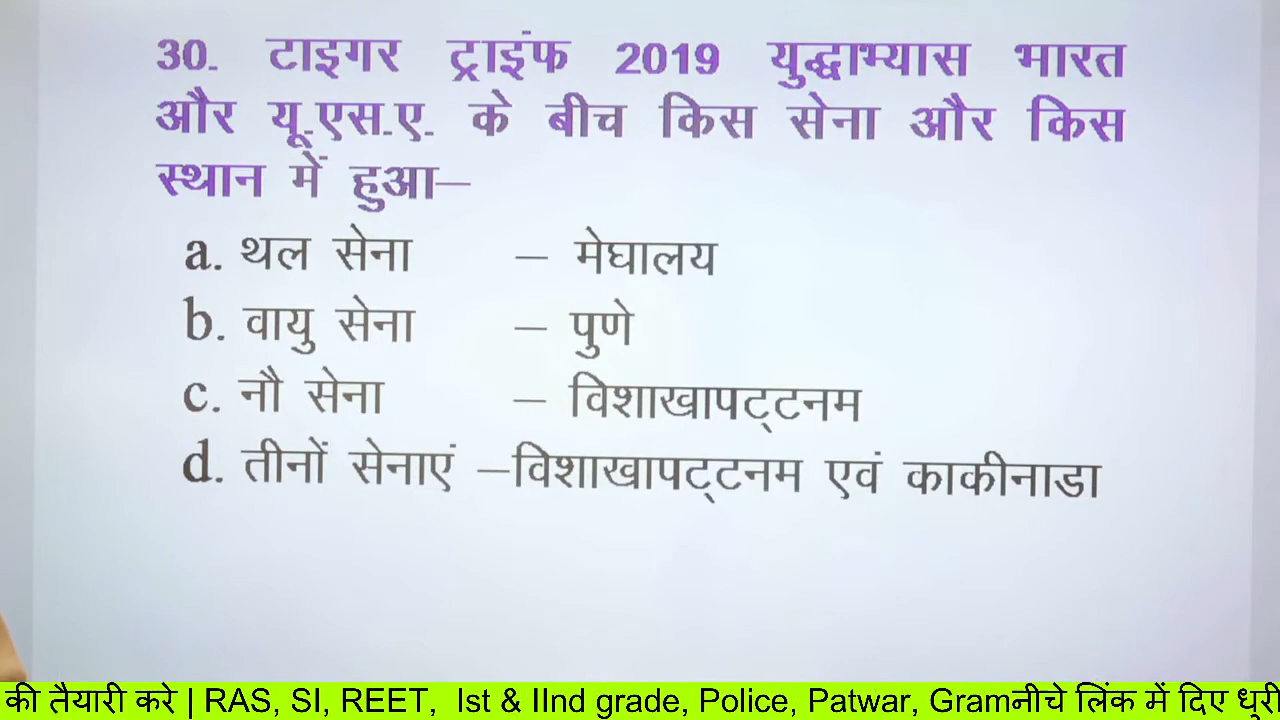 30. टाइगर ट्राइंफ 2019 युद्धाभ्यास भारत
और यू.एस.ए. के बीच किस सेना और किस
स्थान में हुआ–
a. थल सेना – मेघालय
b. वायु सेना – पुणे
c. नौ सेना – विशाखापट्टनम
d. तीनों सेनाएं –विशाखापट्टनम एवं काकीनाडा
की तैयारी करे | RAS, SI, REET, Ist & IInd grade, Police, Patwar, Gramनीचे लिंक में दिए